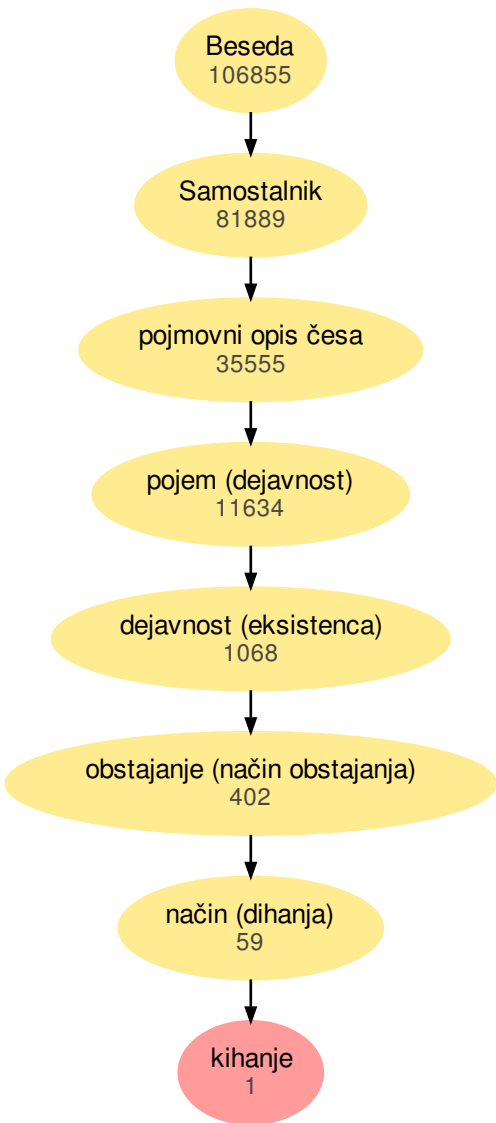 Beseda
106855
Samostalnik
81889
pojmovni opis česa
35555
pojem (dejavnost)
11634
dejavnost (eksistenca)
1068
obstajanje (način obstajanja)
402
način (dihanja)
59
kihanje
1